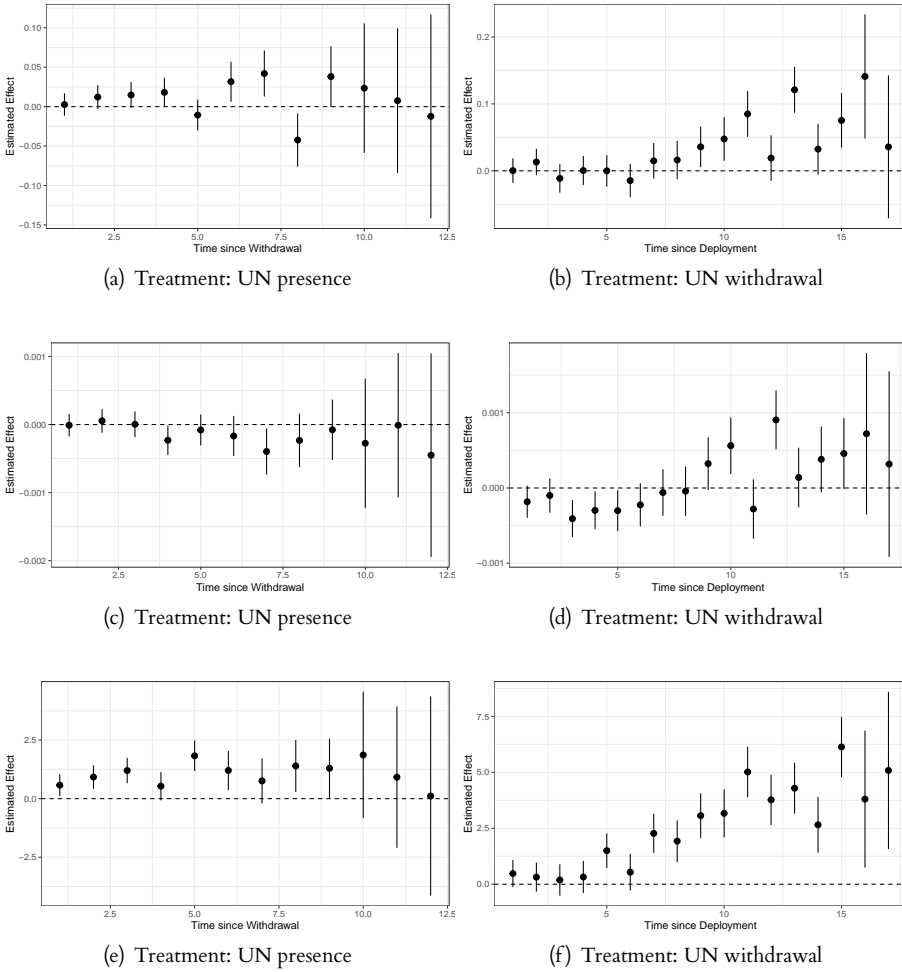 0.10
0.05
0.00
−0.05
−0.10
−0.15
Estimated Effect
2.5 5.0 7.5 10.0 12.5
Time since Withdrawal
(a) Treatment: UN presence
0.2
0.1
0.0
Estimated Effect
5 10 15
Time since Deployment
(b) Treatment: UN withdrawal
0.001
0.000
−0.001
−0.002
Estimated Effect
2.5 5.0 7.5 10.0 12.5
Time since Withdrawal
(c) Treatment: UN presence
0.001
0.000
−0.001
Estimated Effect
5 10 15
Time since Deployment
(d) Treatment: UN withdrawal
2.5
0.0
−2.5
Estimated Effect
2.5 5.0 7.5 10.0 12.5
Time since Withdrawal
(e) Treatment: UN presence
7.5
5.0
2.5
0.0
Estimated Effect
5 10 15
Time since Deployment
(f) Treatment: UN withdrawal